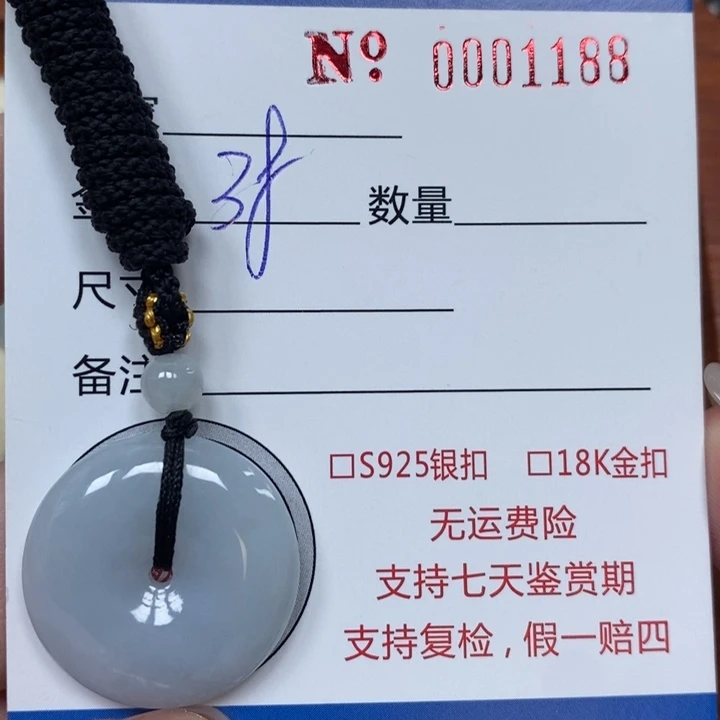 No 0001188
数量
尺寸
备注
□S925银扣 □18K金扣
无运费险
支持七天鉴赏期
支持复检，假一赔四